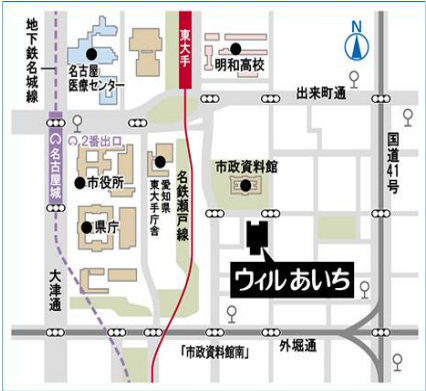 地下鉄名城線
名古屋
医療センター
東大手
明和高校
N
出来町通
2番出口
名古屋城
市役所
愛知県
東大手庁舎
名鉄瀬戸線
市政資料館
国道41号
県庁
大津通
ウィルあいち
「市政資料館南」
外堀通